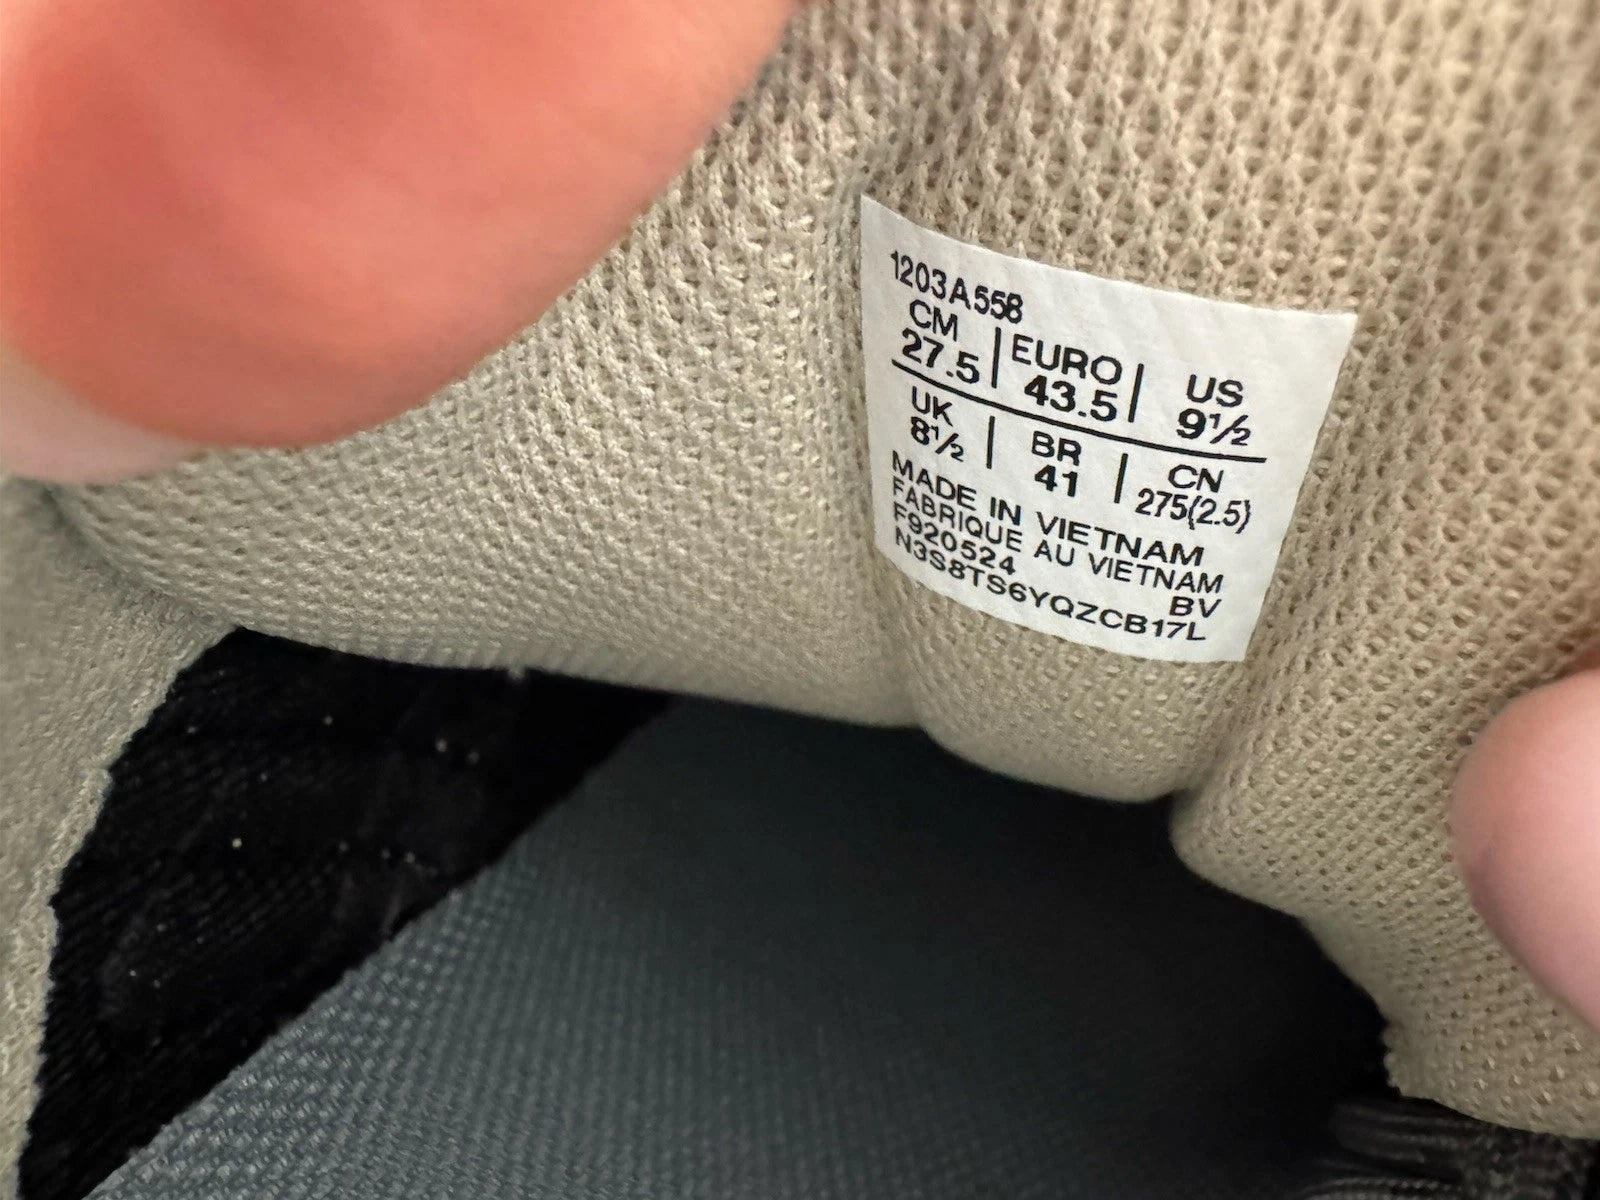 1203A558
CM | EURO | US
27.5 | 43.5 | 9½
UK | BR | CN
8½ | 41 | 275(2.5)
MADE IN VIETNAM
FABRIQUE AU VIETNAM
F920524 BV
N3S8TS6YQZCB17L